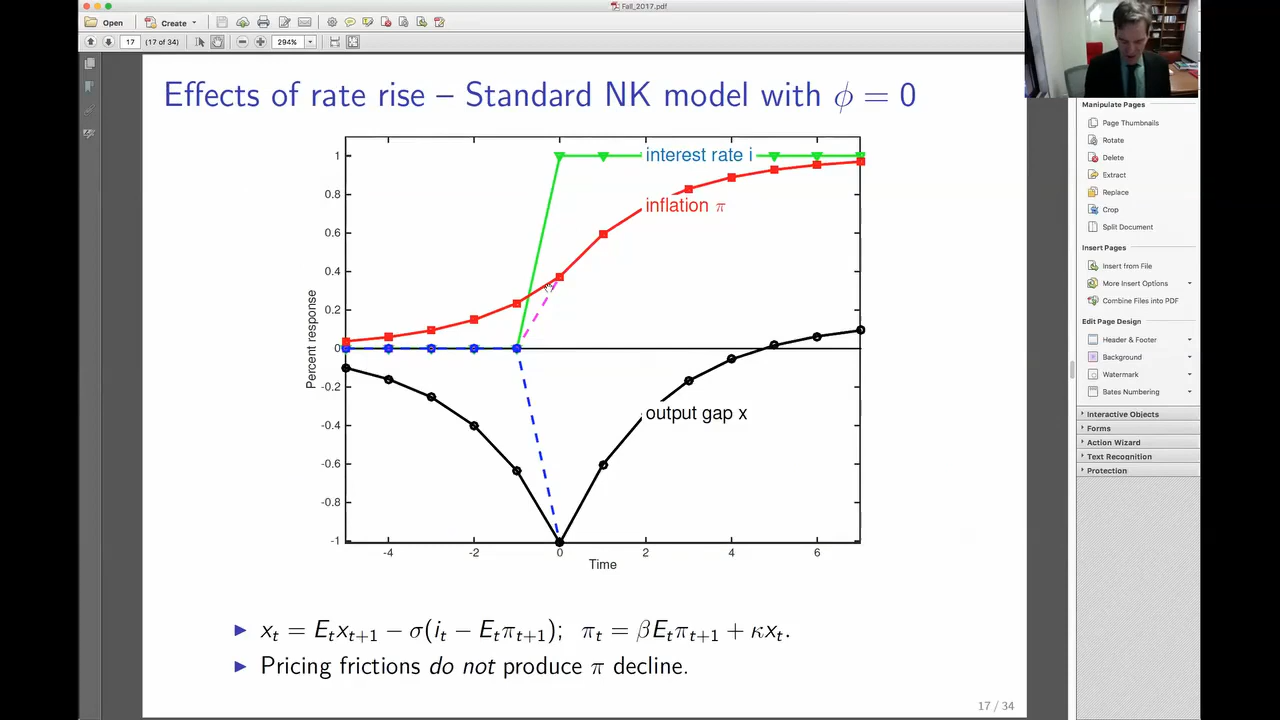 Fall_2017.pdf
Open
Create
17 (17 of 34) 294%
Effects of rate rise – Standard NK model with ϕ = 0
interest rate i
inflation π
output gap x
1
0.8
0.6
0.4
0.2
0
-0.2
-0.4
-0.6
-0.8
-1
Percent response
-4 -2 0 2 4 6
Time
► xₜ = Eₜxₜ₊₁ − σ(iₜ − Eₜπₜ₊₁); πₜ = βEₜπₜ₊₁ + κxₜ.
► Pricing frictions do not produce π decline.
17 / 34
Manipulate Pages
Page Thumbnails
Rotate
Delete
Extract
Replace
Crop
Split Document
Insert Pages
Insert from File
More Insert Options
Combine Files into PDF
Edit Page Design
Header & Footer
Background
Watermark
Bates Numbering
Interactive Objects
Forms
Action Wizard
Text Recognition
Protection